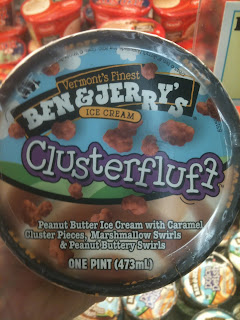 Vermont's Finest
BEN & JERRY'S
ICE CREAM
Clusterfluff
Peanut Butter Ice Cream with Caramel
Cluster Pieces, Marshmallow Swirls
& Peanut Buttery Swirls
ONE PINT (473mL)